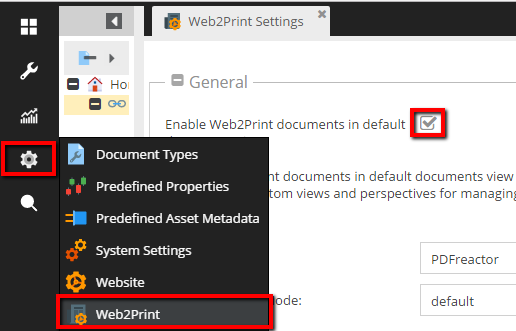 Web2Print Settings
Hor
General
Enable Web2Print documents in default
Document Types
nt documents in default documents view
Predefined Properties
tom views and perspectives for managing
Predefined Asset Metadata
System Settings
PDFreactor
Website
ode:
default
Web2Print